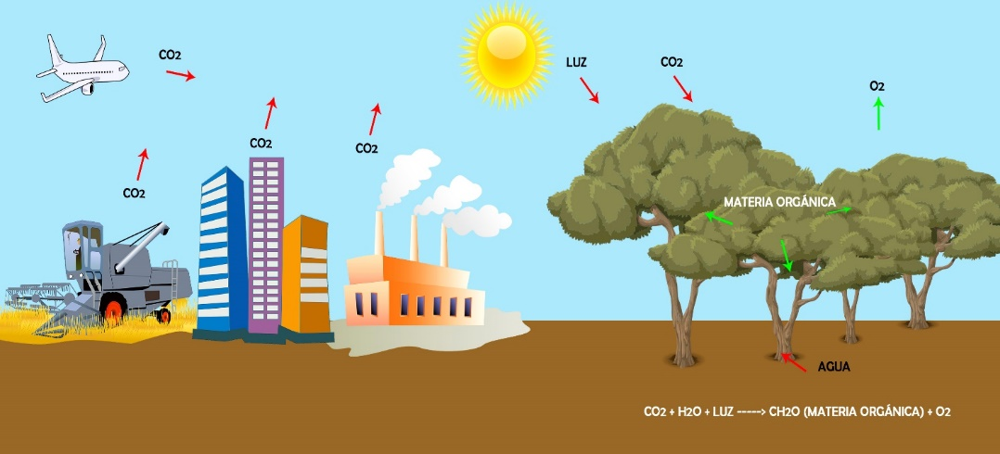 CO2
LUZ
CO2
O2
CO2
CO2
CO2
MATERIA ORGÁNICA
AGUA
CO2 + H2O + LUZ -----> CH2O (MATERIA ORGÁNICA) + O2